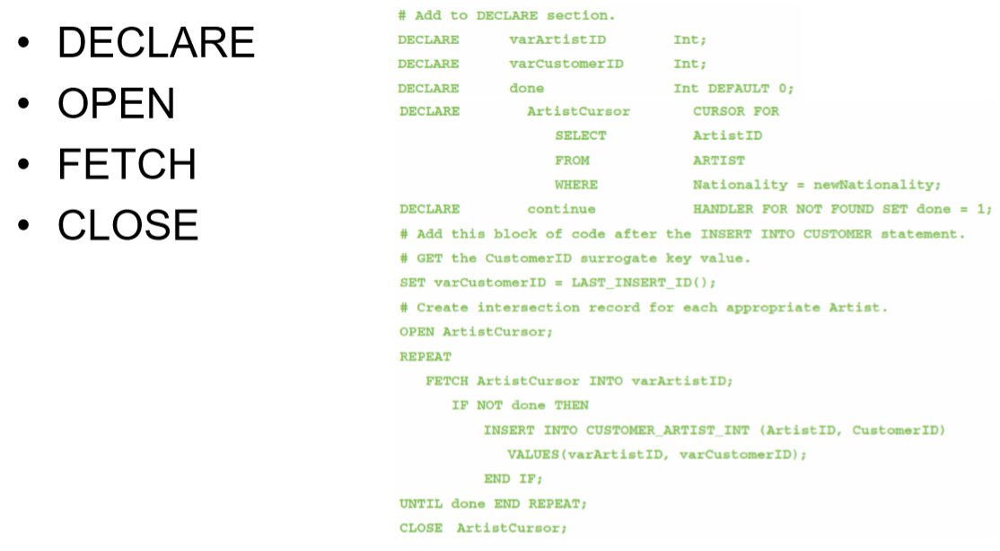 • DECLARE
• OPEN
• FETCH
• CLOSE
# Add to DECLARE section.
DECLARE varArtistID Int;
DECLARE varCustomerID Int;
DECLARE done Int DEFAULT 0;
DECLARE ArtistCursor CURSOR FOR
SELECT ArtistID
FROM ARTIST
WHERE Nationality = newNationality;
DECLARE continue HANDLER FOR NOT FOUND SET done = 1;
# Add this block of code after the INSERT INTO CUSTOMER statement.
# GET the CustomerID surrogate key value.
SET varCustomerID = LAST_INSERT_ID();
# Create intersection record for each appropriate Artist.
OPEN ArtistCursor;
REPEAT
FETCH ArtistCursor INTO varArtistID;
IF NOT done THEN
INSERT INTO CUSTOMER_ARTIST_INT (ArtistID, CustomerID)
VALUES(varArtistID, varCustomerID);
END IF;
UNTIL done END REPEAT;
CLOSE ArtistCursor;